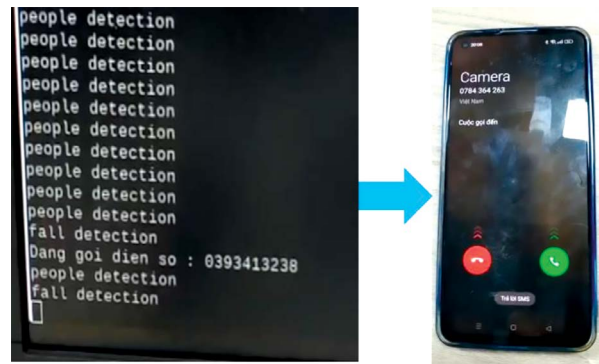 people detection
people detection
people detection
people detection
people detection
people detection
people detection
people detection
people detection
people detection
fall detection
Dang goi dien so : 0393413238
people detection
fall detection
Camera
0784 364 263
Việt Nam
Cuộc gọi đến
Trả lời SMS